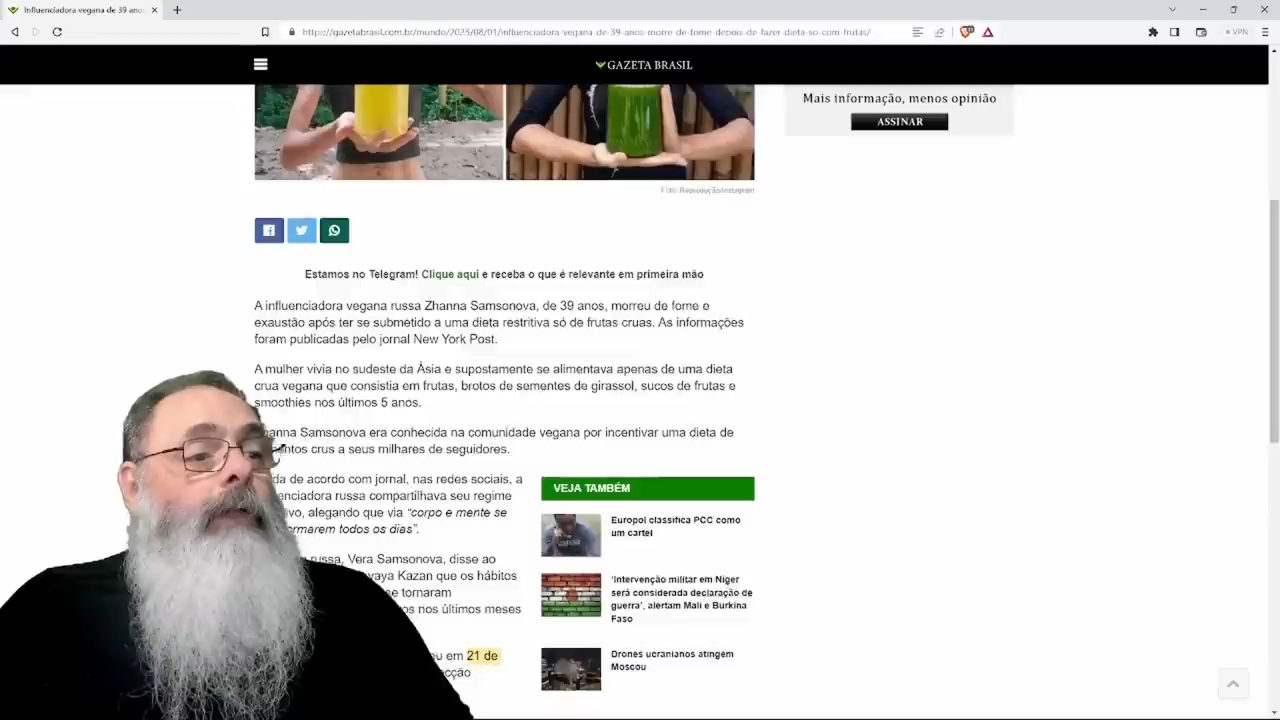 Influenciadora vegana de 39 anos
https://gazetabrasil.com.br/mundo/2023/08/01/influenciadora-vegana-de-39-anos-morre-de-fome-depois-de-fazer-dieta-so-com-frutas/
VPN
GAZETA BRASIL
Mais informação, menos opinião
ASSINAR
Foto: Reprodução/Instagram
Estamos no Telegram! Clique aqui e receba o que é relevante em primeira mão
A influenciadora vegana russa Zhanna Samsonova, de 39 anos, morreu de fome e
exaustão após ter se submetido a uma dieta restritiva só de frutas cruas. As informações
foram publicadas pelo jornal New York Post.
A mulher vivia no sudeste da Ásia e supostamente se alimentava apenas de uma dieta
crua vegana que consistia em frutas, brotos de sementes de girassol, sucos de frutas e
smoothies nos últimos 5 anos.
anna Samsonova era conhecida na comunidade vegana por incentivar uma dieta de
ntos crus a seus milhares de seguidores.
da de acordo com jornal, nas redes sociais, a
enciadora russa compartilhava seu regime
ivo, alegando que via “corpo e mente se
ormarem todos os dias”.
russa, Vera Samsonova, disse ao
vaya Kazan que os hábitos
se tornaram
os nos últimos meses
eu em 21 de
cção
VEJA TAMBÉM
Europol classifica PCC como
um cartel
‘Intervenção militar em Níger
será considerada declaração de
guerra’, alertam Mali e Burkina
Faso
Drones ucranianos atingem
Moscou